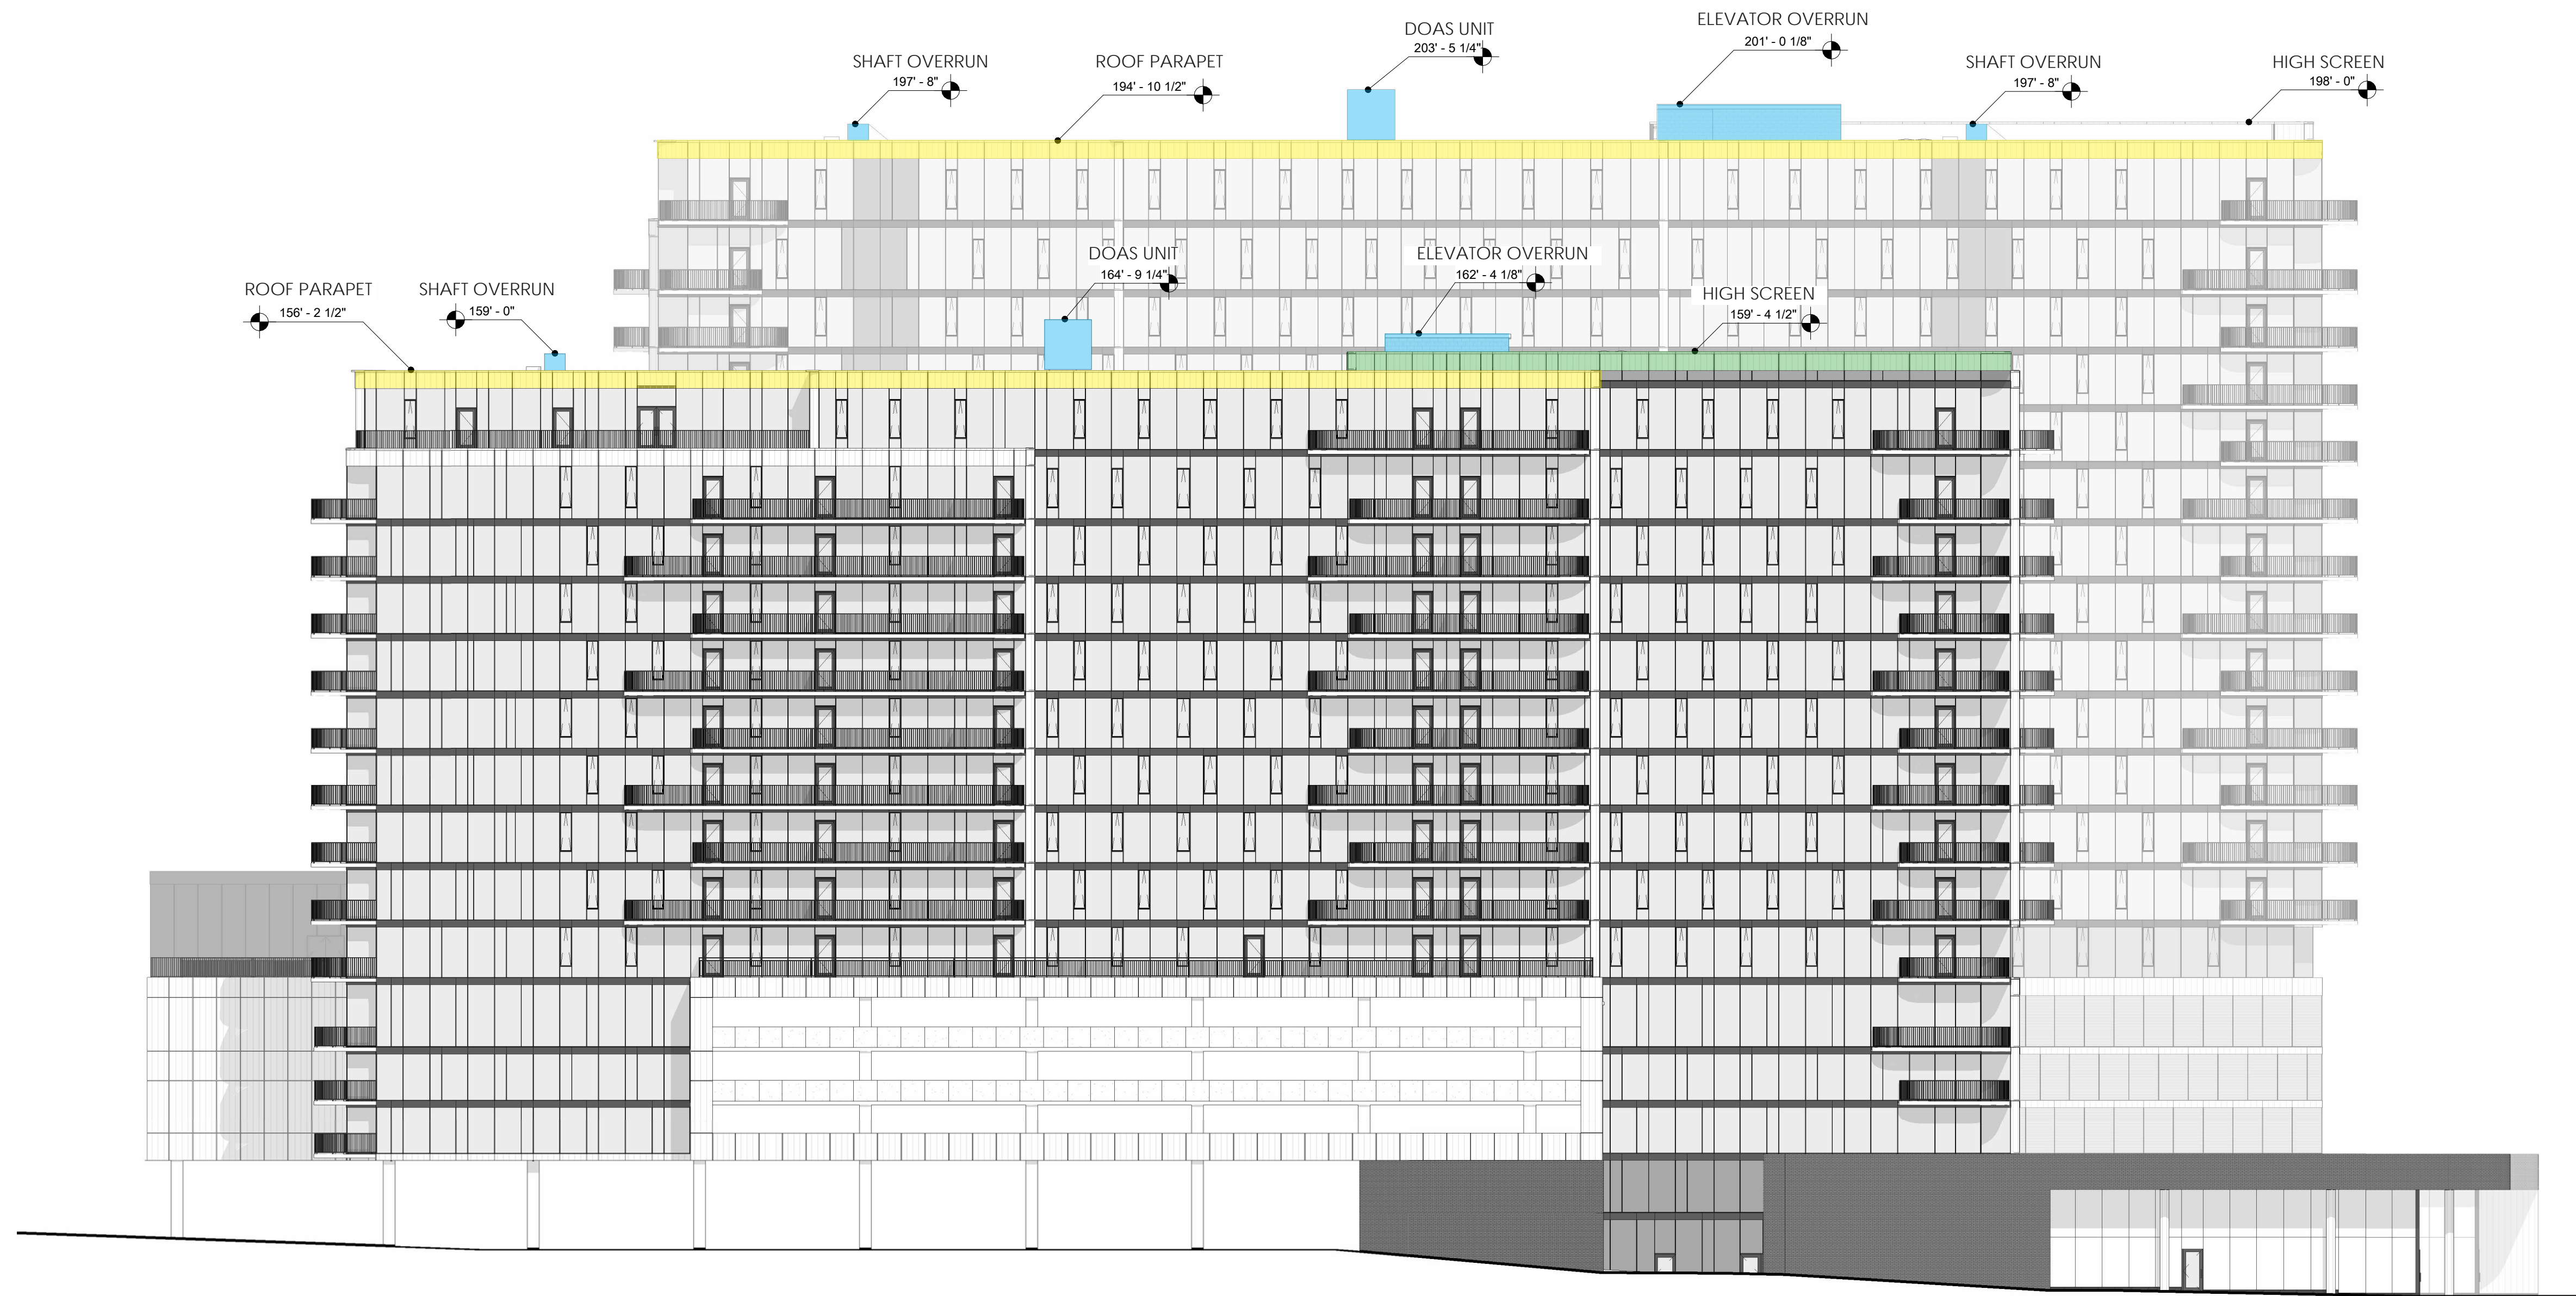 DOAS UNIT
203' - 5 1/4"
ELEVATOR OVERRUN
201' - 0 1/8"
SHAFT OVERRUN
197' - 8"
ROOF PARAPET
194' - 10 1/2"
SHAFT OVERRUN
197' - 8"
HIGH SCREEN
198' - 0"
DOAS UNIT
164' - 9 1/4"
ELEVATOR OVERRUN
162' - 4 1/8"
ROOF PARAPET
156' - 2 1/2"
SHAFT OVERRUN
159' - 0"
HIGH SCREEN
159' - 4 1/2"